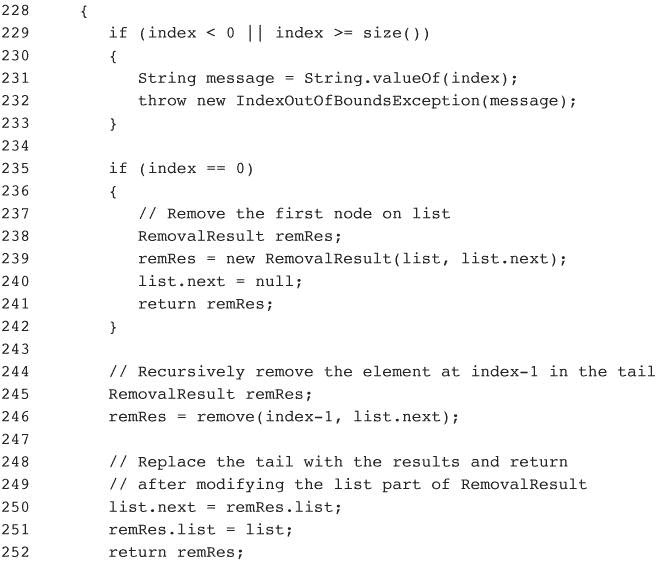 228      {
229         if (index < 0 || index >= size())
230         {
231            String message = String.valueOf(index);
232            throw new IndexOutOfBoundsException(message);
233         }
234
235         if (index == 0)
236         {
237            // Remove the first node on list
238            RemovalResult remRes;
239            remRes = new RemovalResult(list, list.next);
240            list.next = null;
241            return remRes;
242         }
243
244         // Recursively remove the element at index-1 in the tail
245         RemovalResult remRes;
246         remRes = remove(index-1, list.next);
247
248         // Replace the tail with the results and return
249         // after modifying the list part of RemovalResult
250         list.next = remRes.list;
251         remRes.list = list;
252         return remRes;